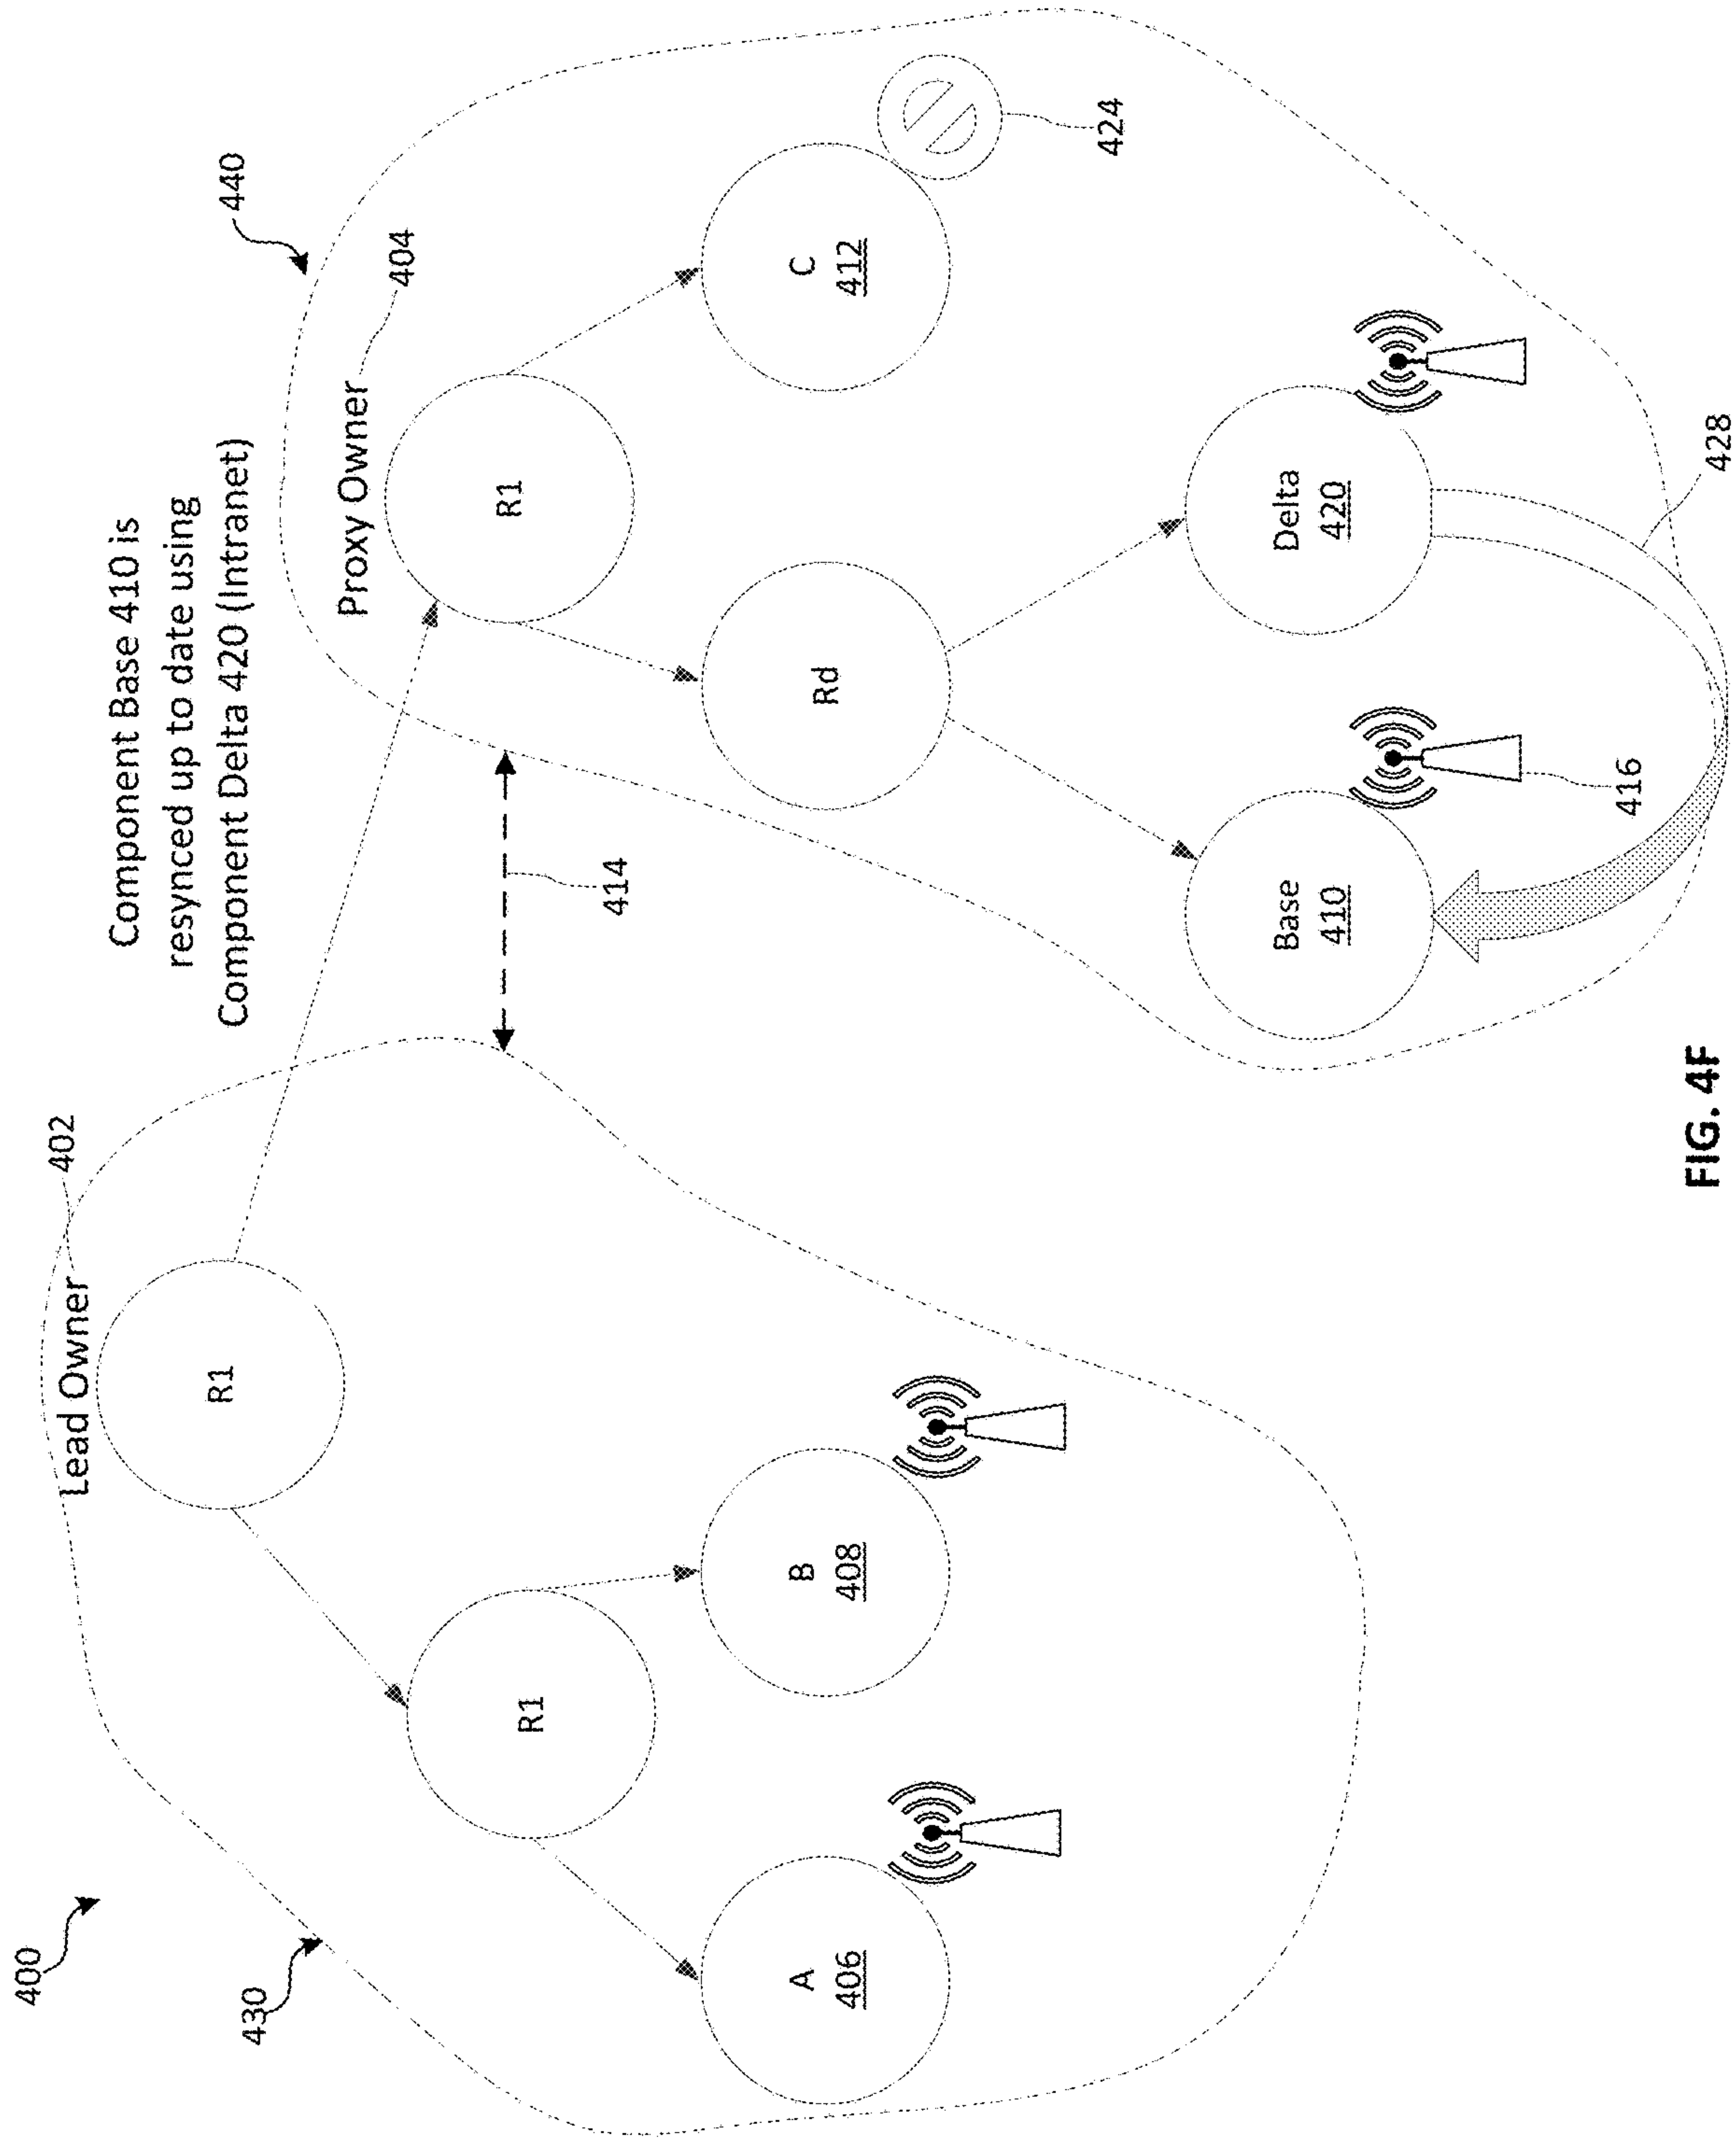 400
430
Lead Owner
402
R1
R1
A
406
B
408
Component Base 410 is
resynced up to date using
Component Delta 420 (Intranet)
414
440
Proxy Owner
404
R1
Rd
C
412
424
Base
410
416
Delta
420
428
FIG. 4F